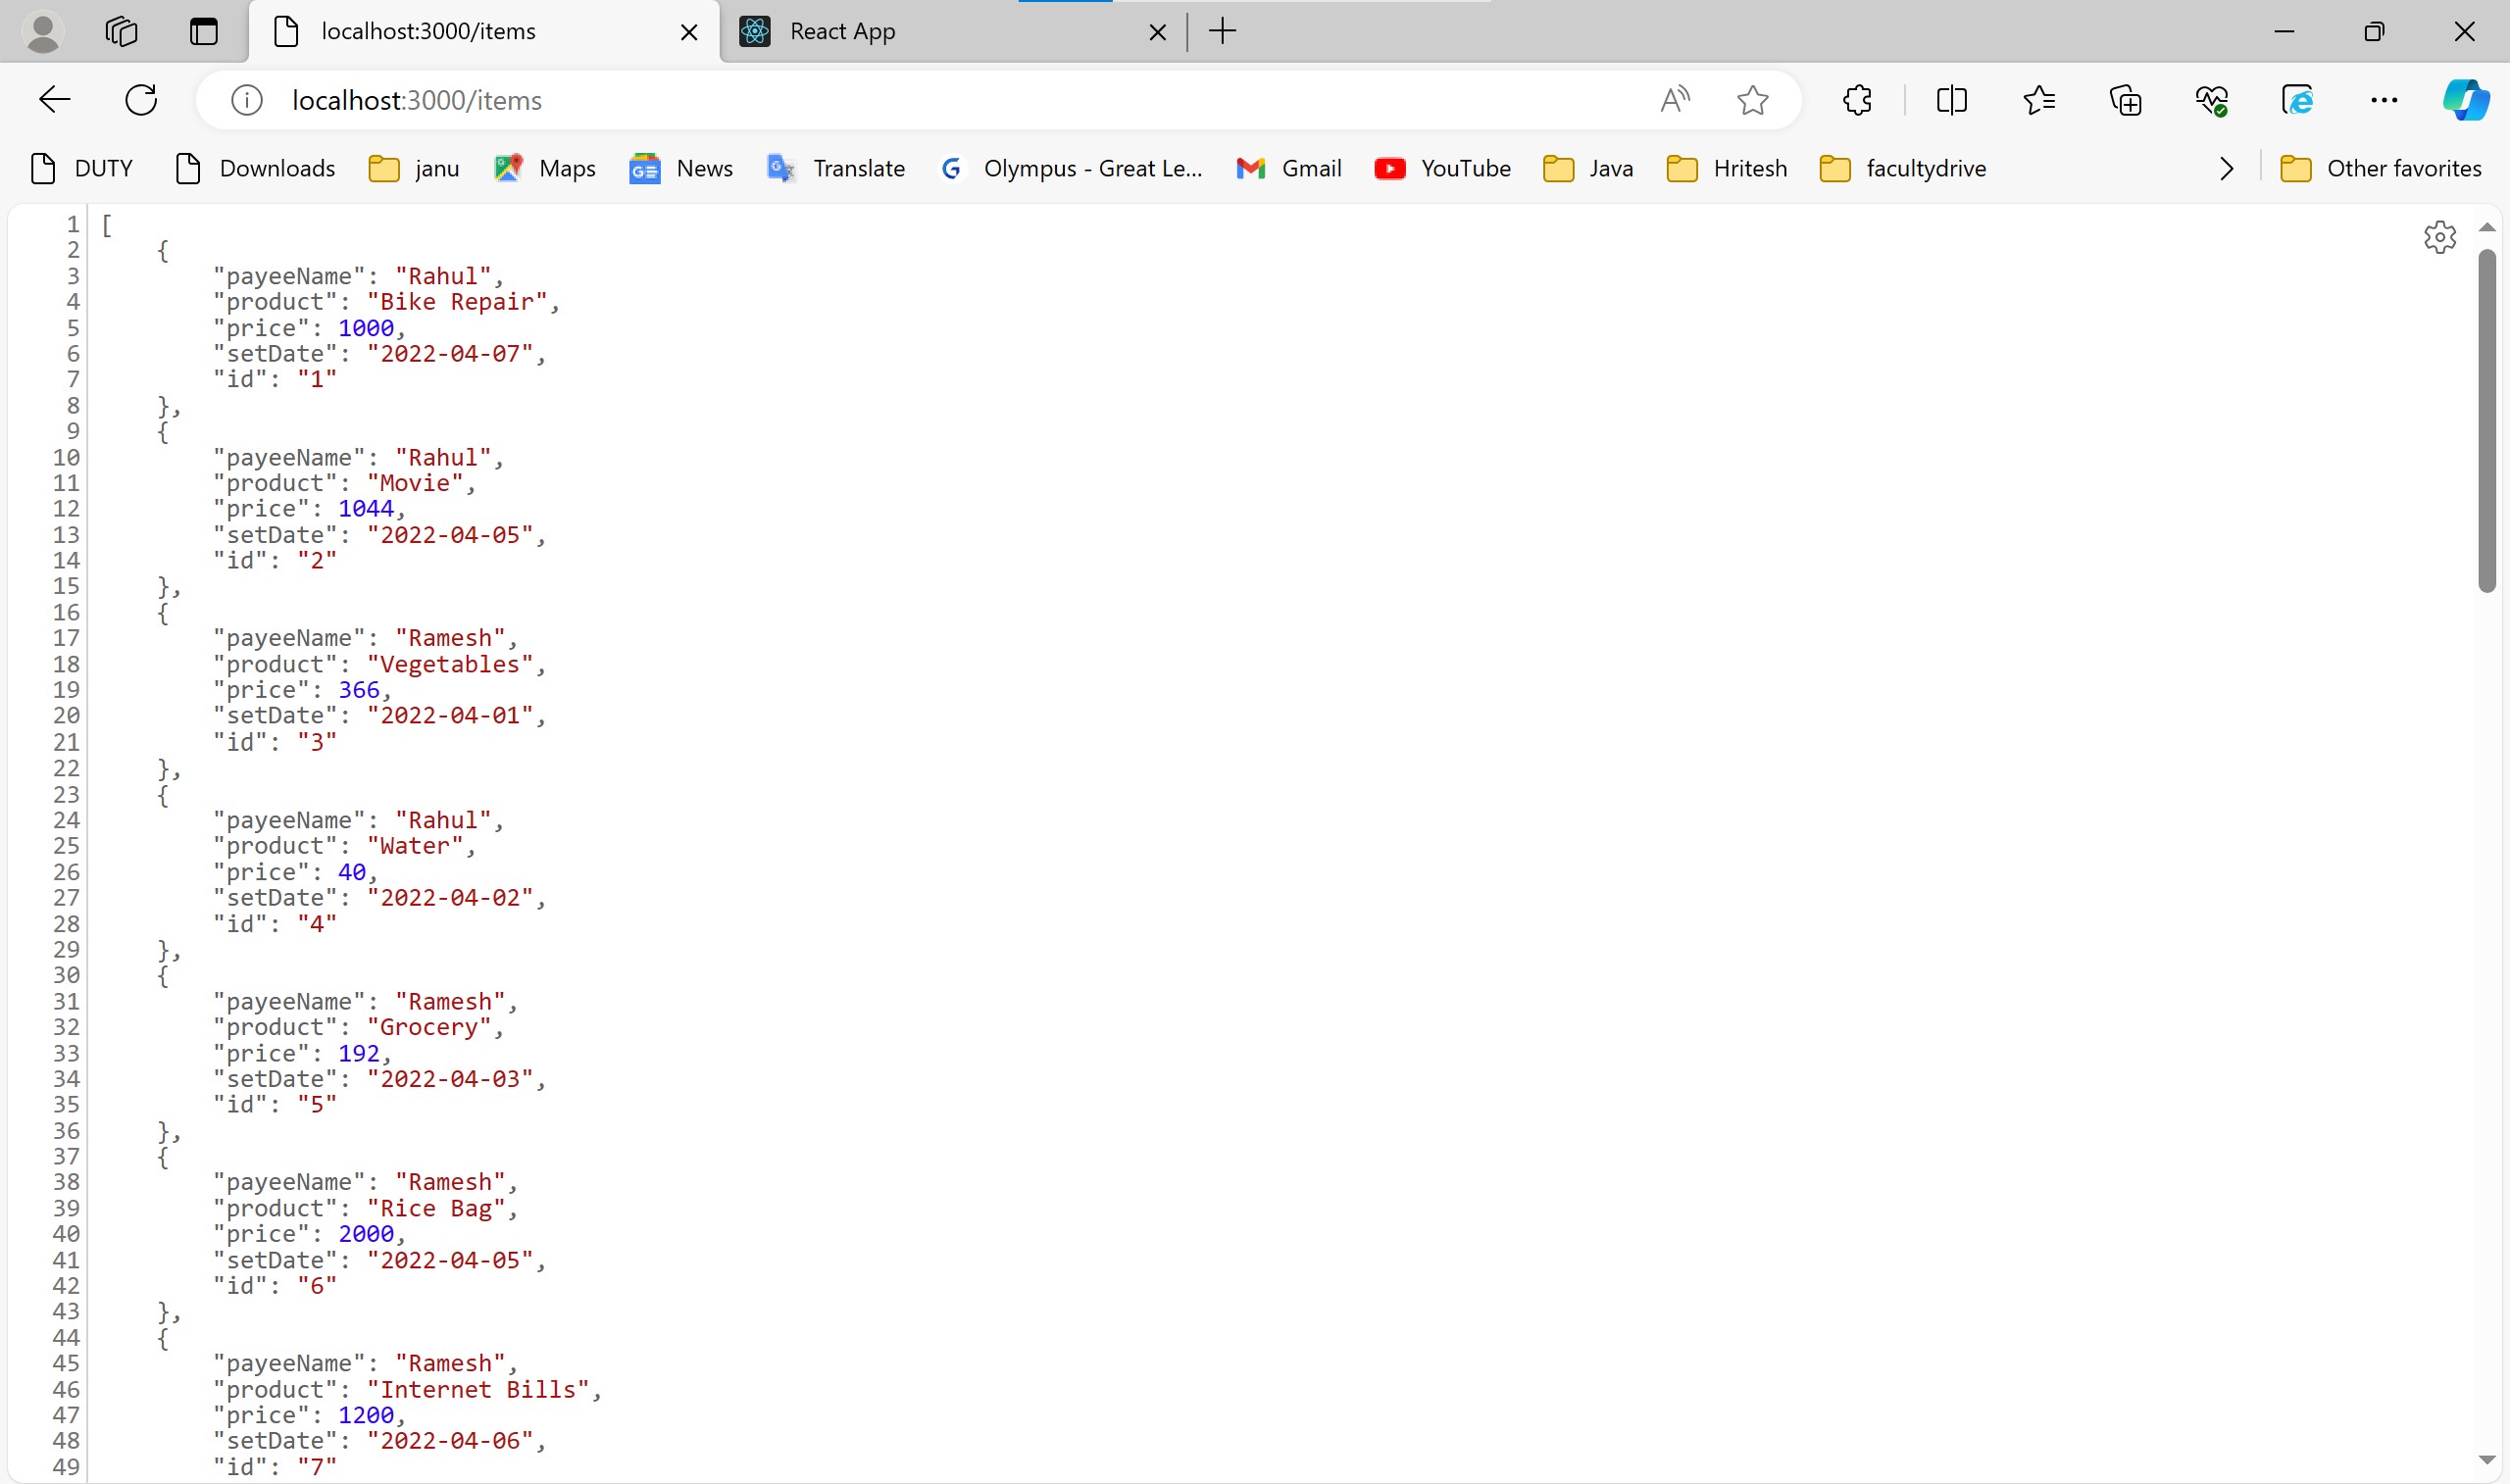 localhost:3000/items
React App
localhost:3000/items
DUTY Downloads janu Maps News Translate Olympus - Great Le... Gmail YouTube Java Hritesh facultydrive Other favorites
1 [
2 {
3 "payeeName": "Rahul",
4 "product": "Bike Repair",
5 "price": 1000,
6 "setDate": "2022-04-07",
7 "id": "1"
8 },
9 {
10 "payeeName": "Rahul",
11 "product": "Movie",
12 "price": 1044,
13 "setDate": "2022-04-05",
14 "id": "2"
15 },
16 {
17 "payeeName": "Ramesh",
18 "product": "Vegetables",
19 "price": 366,
20 "setDate": "2022-04-01",
21 "id": "3"
22 },
23 {
24 "payeeName": "Rahul",
25 "product": "Water",
26 "price": 40,
27 "setDate": "2022-04-02",
28 "id": "4"
29 },
30 {
31 "payeeName": "Ramesh",
32 "product": "Grocery",
33 "price": 192,
34 "setDate": "2022-04-03",
35 "id": "5"
36 },
37 {
38 "payeeName": "Ramesh",
39 "product": "Rice Bag",
40 "price": 2000,
41 "setDate": "2022-04-05",
42 "id": "6"
43 },
44 {
45 "payeeName": "Ramesh",
46 "product": "Internet Bills",
47 "price": 1200,
48 "setDate": "2022-04-06",
49 "id": "7"